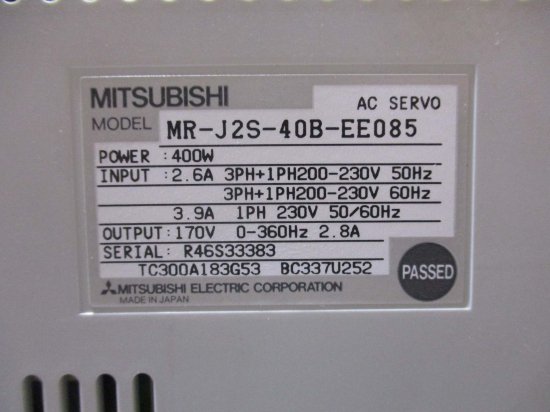 MITSUBISHI AC SERVO
MODEL MR-J2S-40B-EE085
POWER :400W
INPUT :2.6A 3PH+1PH200-230V 50Hz
3PH+1PH200-230V 60Hz
3.9A 1PH 230V 50/60Hz
OUTPUT:170V 0-360Hz 2.8A
SERIAL: R46S33383
TC300A183G53 BC337U252
PASSED
MITSUBISHI ELECTRIC CORPORATION
MADE IN JAPAN